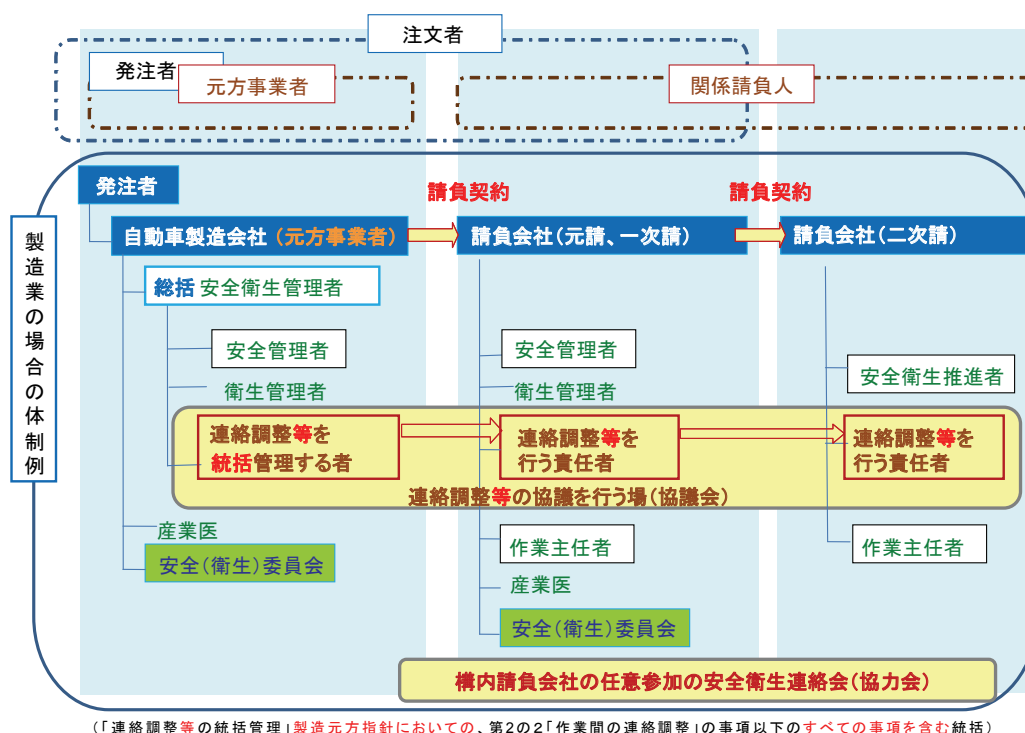 注文者
発注者
元方事業者
関係請負人
製造業の場合の体制例
発注者
請負契約
請負契約
自動車製造会社(元方事業者)
請負会社(元請、一次請)
請負会社(二次請)
総括安全衛生管理者
安全管理者
衛生管理者
安全管理者
衛生管理者
安全衛生推進者
連絡調整等を
統括管理する者
連絡調整等を
行う責任者
連絡調整等を
行う責任者
連絡調整等の協議を行う場(協議会)
産業医
安全(衛生)委員会
作業主任者
産業医
安全(衛生)委員会
作業主任者
構内請負会社の任意参加の安全衛生連絡会(協力会)
(「連絡調整等の統括管理」製造元方指針においての、第2の2「作業間の連絡調整」の事項以下のすべての事項を含む統括)